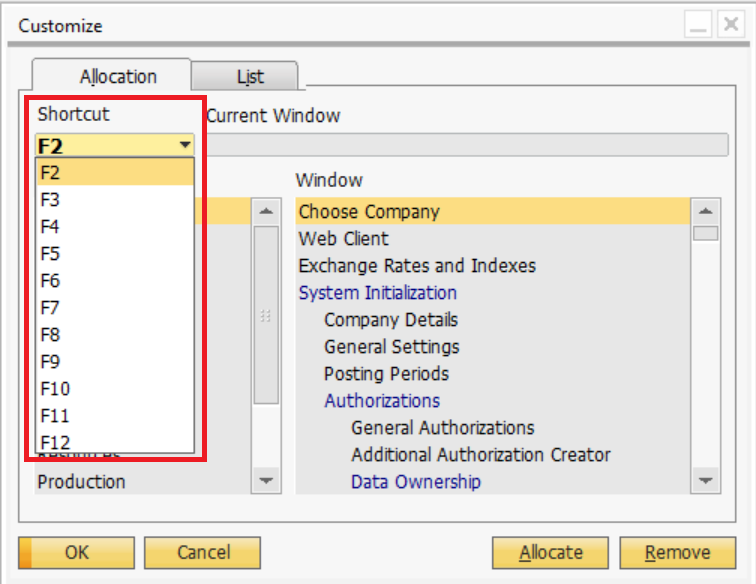 Customize
Allocation
List
Shortcut
Current Window
F2
F2
F3
F4
F5
F6
F7
F8
F9
F10
F11
F12
Resources
Production
Window
Choose Company
Web Client
Exchange Rates and Indexes
System Initialization
Company Details
General Settings
Posting Periods
Authorizations
General Authorizations
Additional Authorization Creator
Data Ownership
OK
Cancel
Allocate
Remove